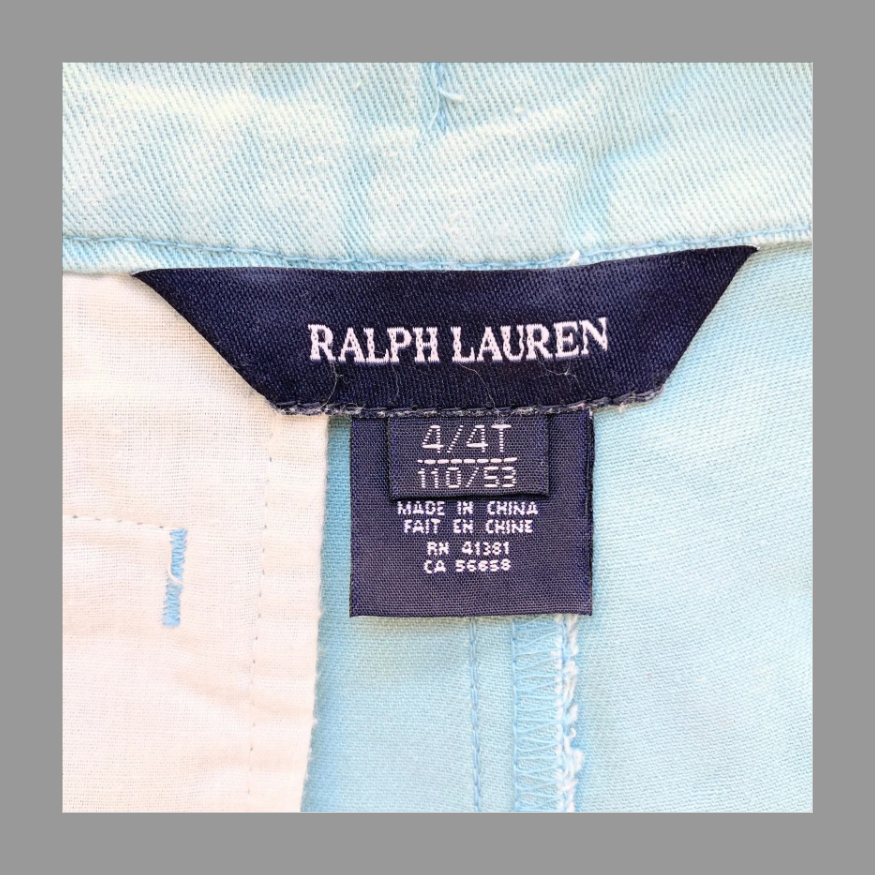 RALPH LAUREN
4/4T
110/53
MADE IN CHINA
FAIT EN CHINE
RN 41381
CA 56658